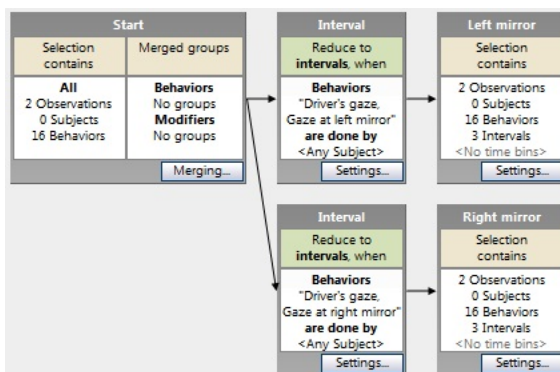 Start
Selection
contains
Merged groups
All
2 Observations
0 Subjects
16 Behaviors
Behaviors
No groups
Modifiers
No groups
Merging...
Interval
Reduce to
intervals, when
Behaviors
"Driver's gaze,
Gaze at left mirror"
are done by
<Any Subject>
Settings...
Left mirror
Selection
contains
2 Observations
0 Subjects
16 Behaviors
3 Intervals
<No time bins>
Settings...
Interval
Reduce to
intervals, when
Behaviors
"Driver's gaze,
Gaze at right mirror"
are done by
<Any Subject>
Settings...
Right mirror
Selection
contains
2 Observations
0 Subjects
16 Behaviors
3 Intervals
<No time bins>
Settings...